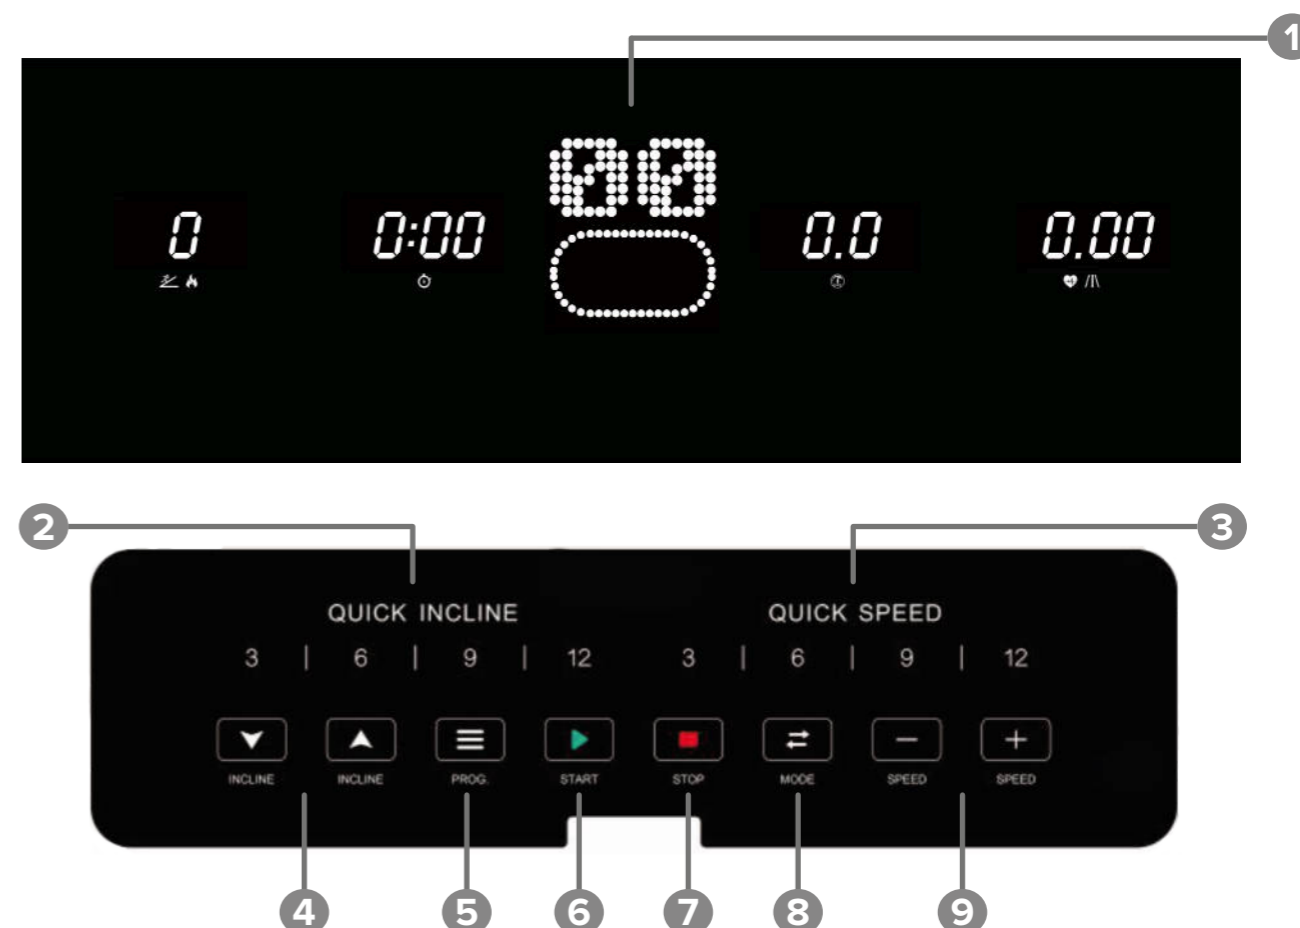 1
00
0 0:00 0.0 0.00
2 3
QUICK INCLINE QUICK SPEED
3 | 6 | 9 | 12 3 | 6 | 9 | 12
INCLINE INCLINE PROG. START STOP MODE SPEED SPEED
4 5 6 7 8 9